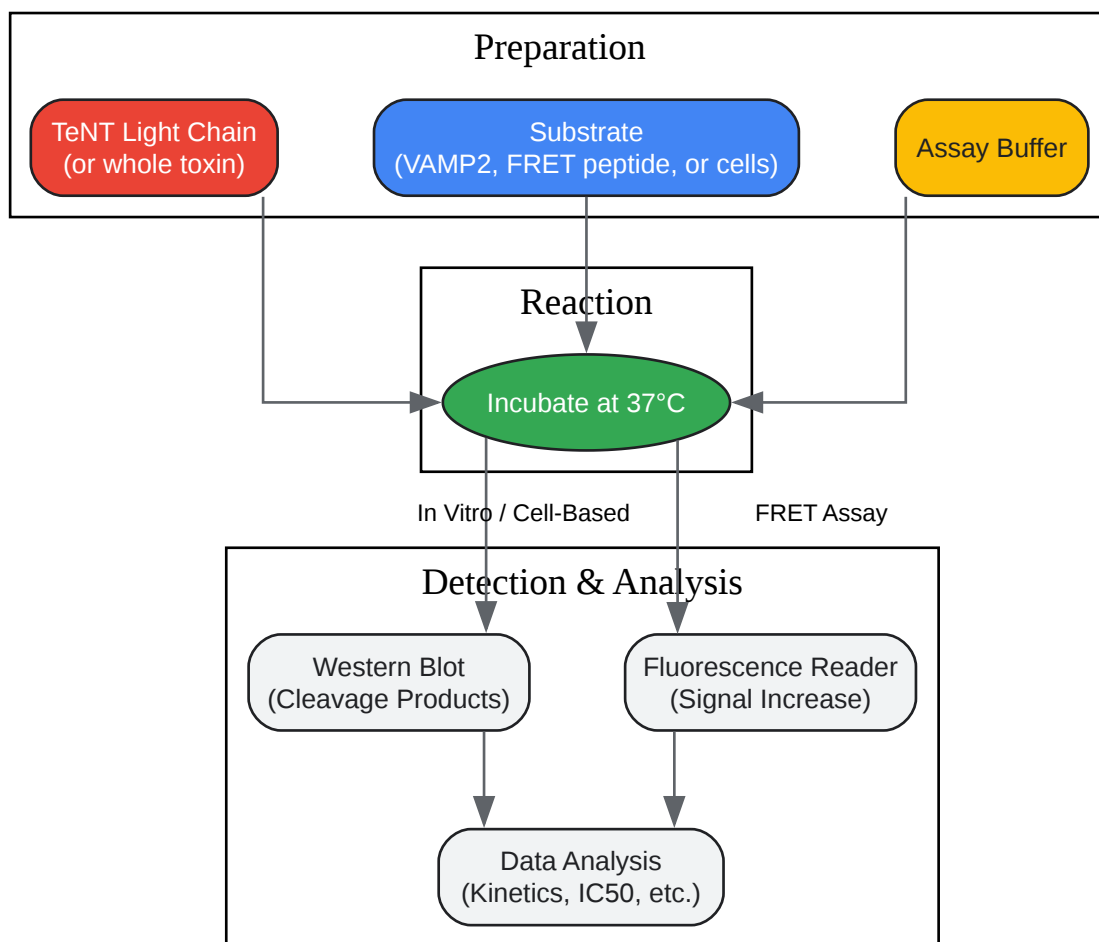 Preparation
TeNT Light Chain
(or whole toxin)
Substrate
(VAMP2, FRET peptide, or cells)
Assay Buffer
Reaction
Incubate at 37°C
In Vitro / Cell-Based
FRET Assay
Detection & Analysis
Western Blot
(Cleavage Products)
Fluorescence Reader
(Signal Increase)
Data Analysis
(Kinetics, IC50, etc.)